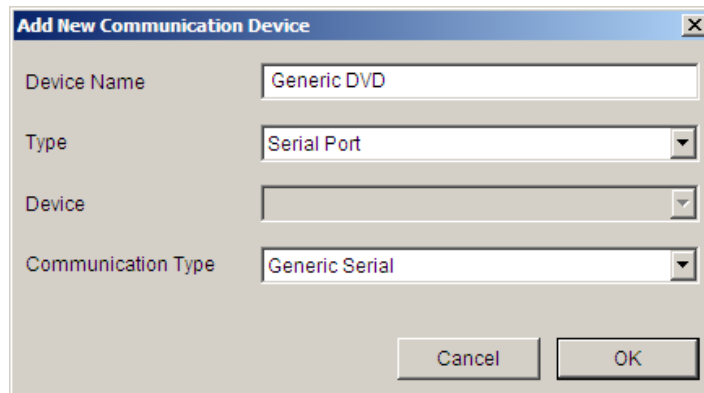 Add New Communication Device
Device Name Generic DVD
Type Serial Port
Device
Communication Type Generic Serial
Cancel OK